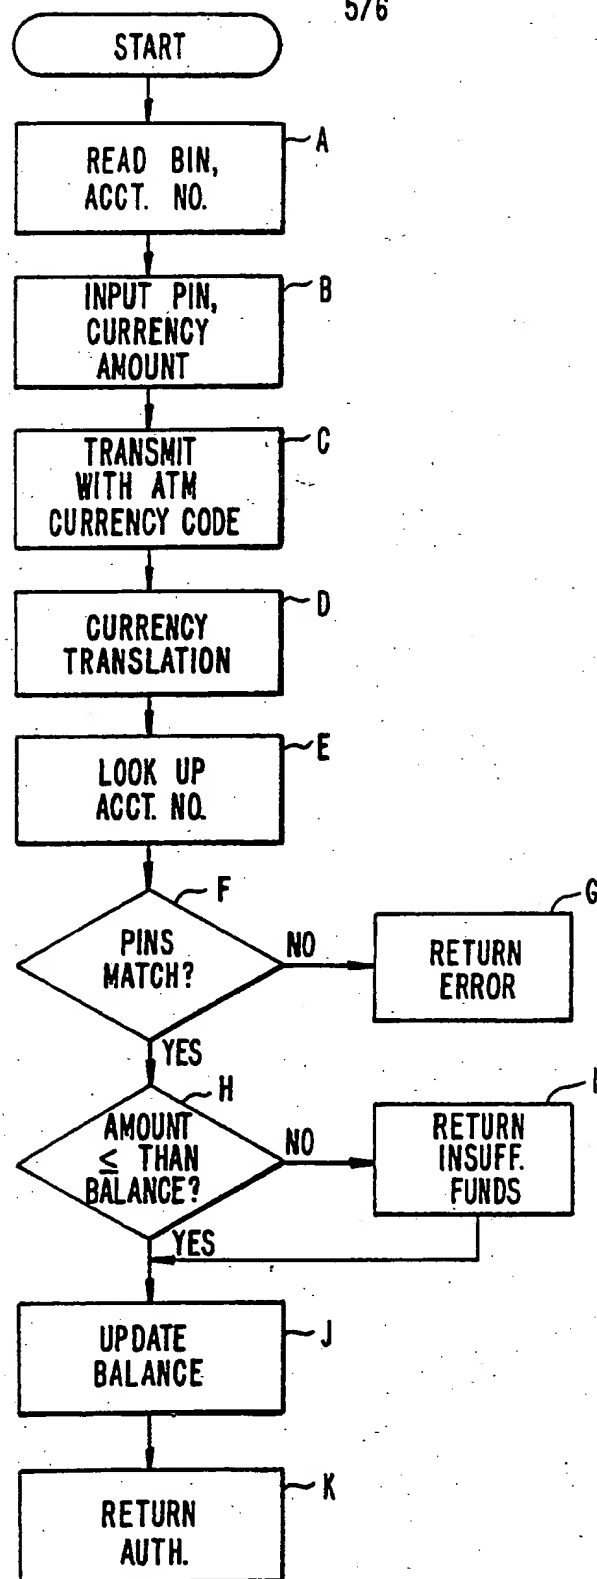 5/6
START
A
READ BIN,
ACCT. NO.
B
INPUT PIN,
CURRENCY
AMOUNT
C
TRANSMIT
WITH ATM
CURRENCY CODE
D
CURRENCY
TRANSLATION
E
LOOK UP
ACCT. NO.
F
PINS
MATCH?
NO
G
RETURN
ERROR
YES
H
AMOUNT
≤ THAN
BALANCE?
NO
I
RETURN
INSUFF.
FUNDS
YES
J
UPDATE
BALANCE
K
RETURN
AUTH.